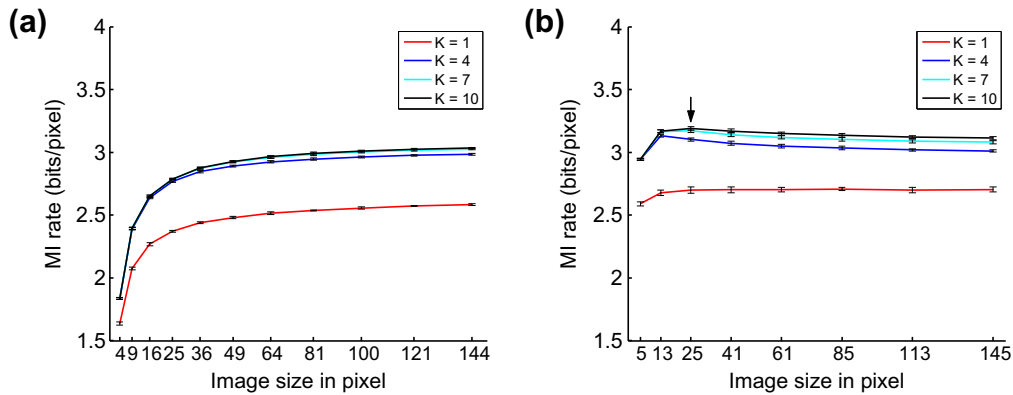 (a)
MI rate (bits/pixel)
4
3.5
3
2.5
2
1.5
K = 1
K = 4
K = 7
K = 10
4 9 16 25 36 49 64 81 100 121 144
Image size in pixel
(b)
MI rate (bits/pixel)
4
3.5
3
2.5
2
1.5
K = 1
K = 4
K = 7
K = 10
5 13 25 41 61 85 113 145
Image size in pixel